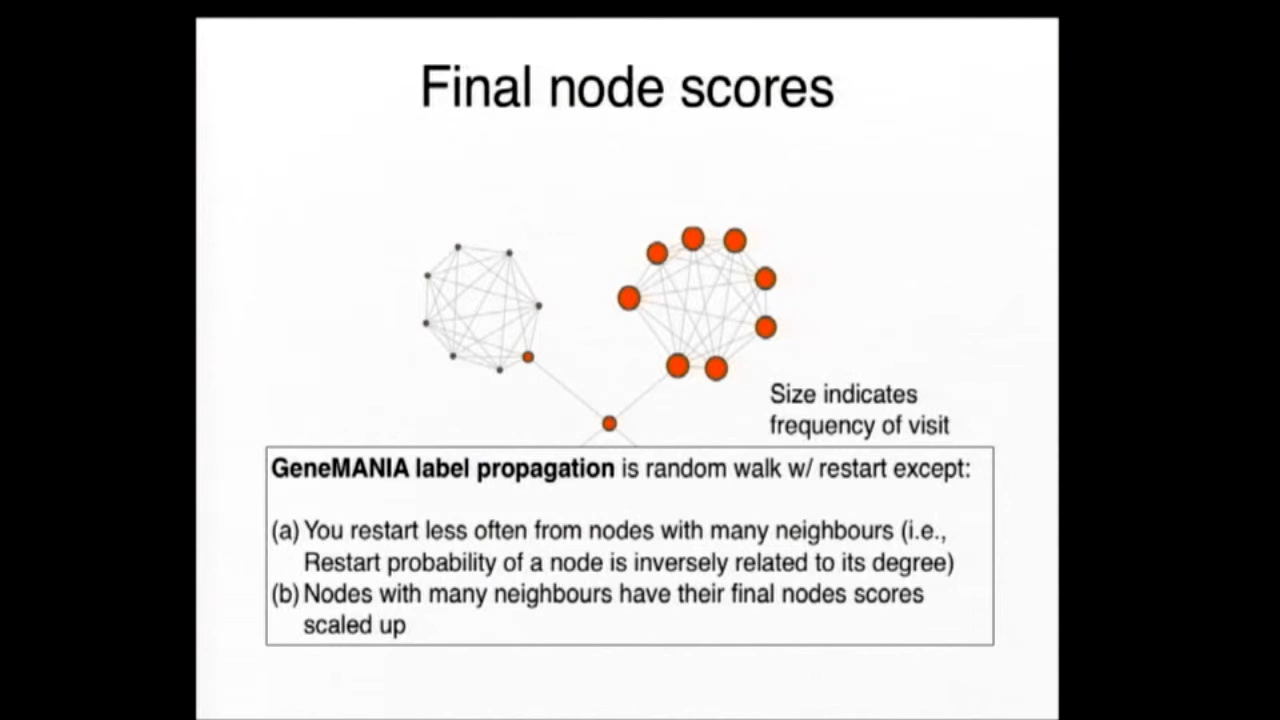 Final node scores
Size indicates
frequency of visit
GeneMANIA label propagation is random walk w/ restart except:
(a) You restart less often from nodes with many neighbours (i.e.,
Restart probability of a node is inversely related to its degree)
(b) Nodes with many neighbours have their final nodes scores
scaled up